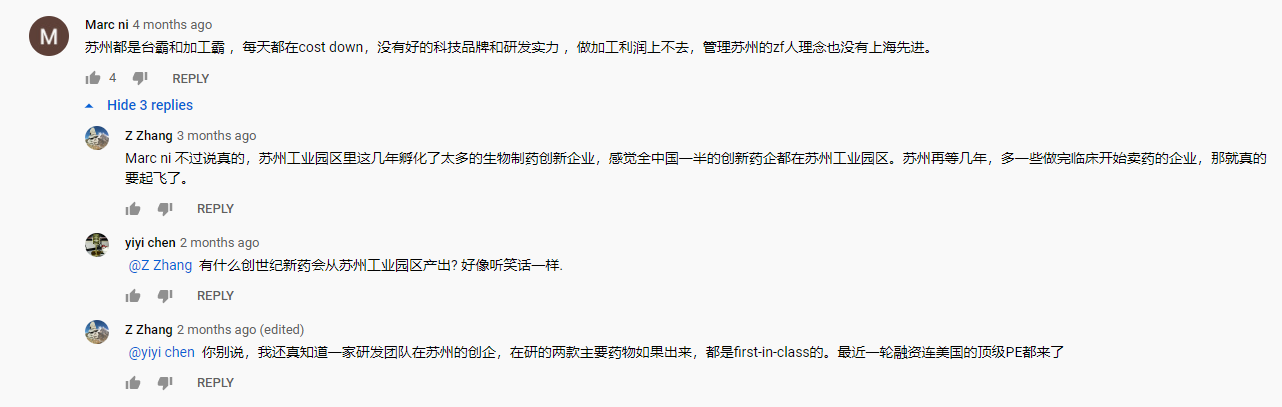 M
Marc ni 4 months ago
苏州都是台霸和加工霸 ，每天都在cost down，没有好的科技品牌和研发实力 ，做加工利润上不去，管理苏州的zf人理念也没有上海先进。
4 REPLY
Hide 3 replies
Z Zhang 3 months ago
Marc ni 不过说真的，苏州工业园区里这几年孵化了太多的生物制药创新企业，感觉全中国一半的创新药企都在苏州工业园区。苏州再等几年，多一些做完临床开始卖药的企业，那就真的
要起飞了。
REPLY
yiyi chen 2 months ago
@Z Zhang 有什么创世纪新药会从苏州工业园区产出? 好像听笑话一样.
REPLY
Z Zhang 2 months ago (edited)
@yiyi chen 你别说，我还真知道一家研发团队在苏州的创企，在研的两款主要药物如果出来，都是first-in-class的。最近一轮融资连美国的顶级PE都来了
REPLY